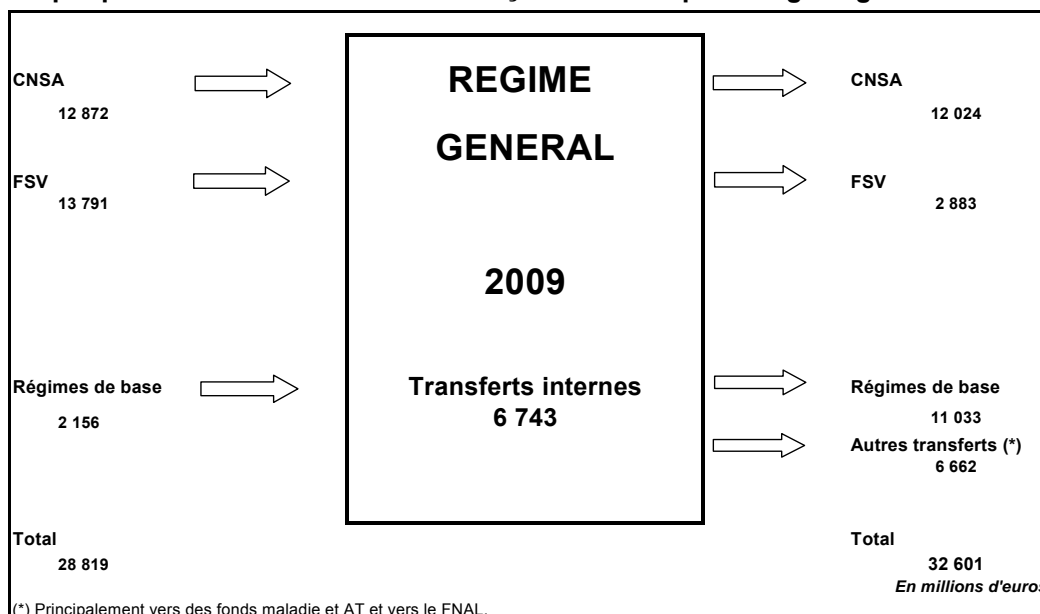 CNSA
12 872
FSV
13 791
Régimes de base
2 156
Total
28 819
REGIME
GENERAL
2009
Transferts internes
6 743
CNSA
12 024
FSV
2 883
Régimes de base
11 033
Autres transferts (*)
6 662
Total
32 601
En millions d'euros
(*) Principalement vers des fonds maladie et AT et vers le FNAL.